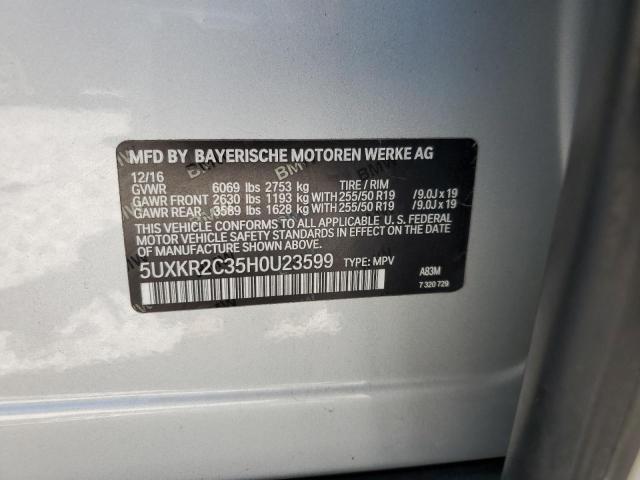 MFD BY BAYERISCHE MOTOREN WERKE AG
12/16
GVWR 6069 lbs 2753 kg TIRE / RIM
GAWR FRONT 2630 lbs 1193 kg WITH 255/50 R19 /9.0J x 19
GAWR REAR 3589 lbs 1628 kg WITH 255/50 R19 /9.0J x 19
THIS VEHICLE CONFORMS TO ALL APPLICABLE U. S. FEDERAL
MOTOR VEHICLE SAFETY STANDARDS IN EFFECT ON THE DATE
OF MANUFACTURE SHOWN ABOVE.
5UXKR2C35H0U23599 TYPE: MPV
A83M
7 320 729